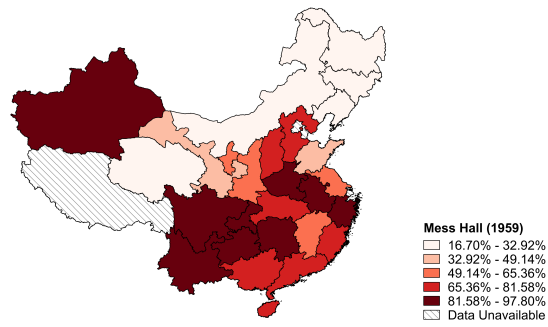 Mess Hall (1959)
16.70% - 32.92%
32.92% - 49.14%
49.14% - 65.36%
65.36% - 81.58%
81.58% - 97.80%
Data Unavailable